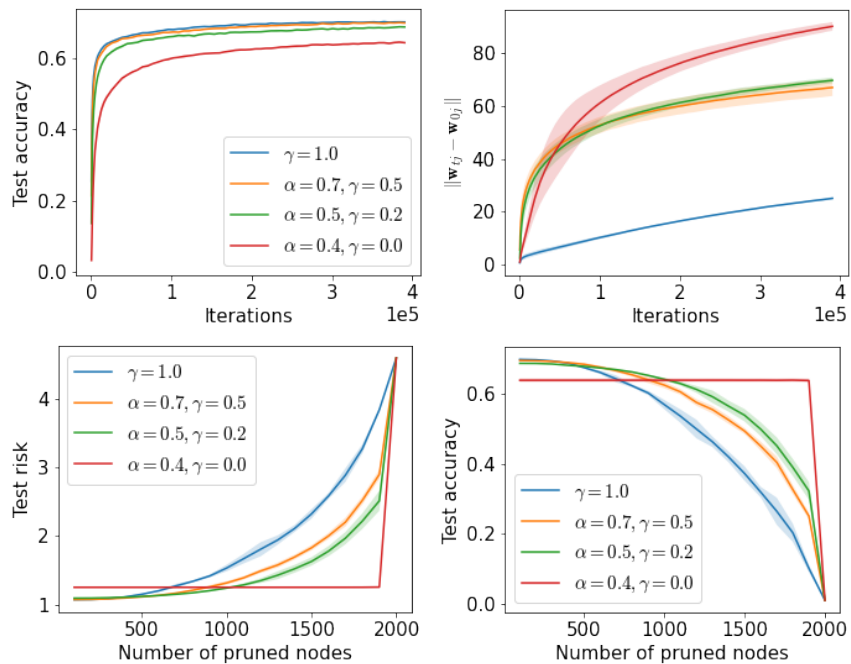 Test accuracy
0.6
0.4
0.2
0.0
γ = 1.0
α = 0.7, γ = 0.5
α = 0.5, γ = 0.2
α = 0.4, γ = 0.0
0 1 2 3 4
1e5
Iterations
‖w_{tj} − w_{0j}‖
80
60
40
20
0
0 1 2 3 4
1e5
Iterations
Test risk
4
3
2
1
γ = 1.0
α = 0.7, γ = 0.5
α = 0.5, γ = 0.2
α = 0.4, γ = 0.0
500 1000 1500 2000
Number of pruned nodes
Test accuracy
0.6
0.4
0.2
0.0
γ = 1.0
α = 0.7, γ = 0.5
α = 0.5, γ = 0.2
α = 0.4, γ = 0.0
500 1000 1500 2000
Number of pruned nodes